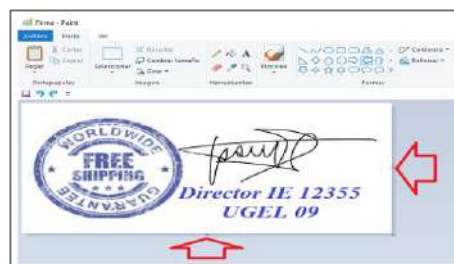 Firma - Paint
Archivo Inicio Ver
Pegar
Cortar
Copiar
Seleccionar
Recortar
Cambiar tamaño
Girar
A
Pinceles
Contorno
Rellenar
Portapapeles Imagen Herramientas Formas
WORLDWIDE
FREE
SHIPPING
GUARANTEE
Director IE 12355
UGEL 09